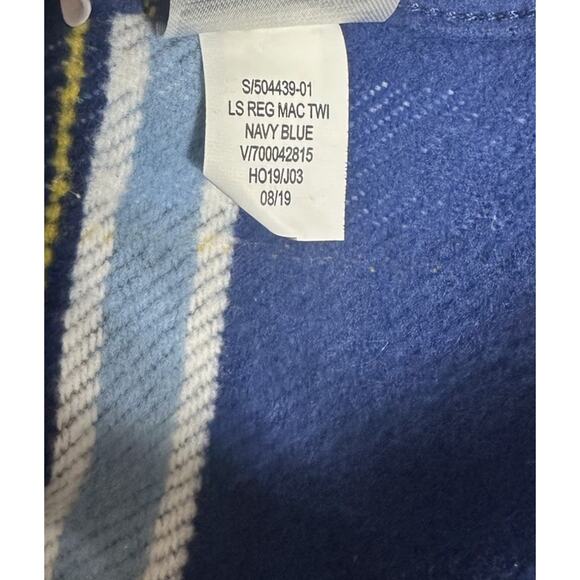 S/504439-01
LS REG MAC TWI
NAVY BLUE
V/700042815
HO19/J03
08/19